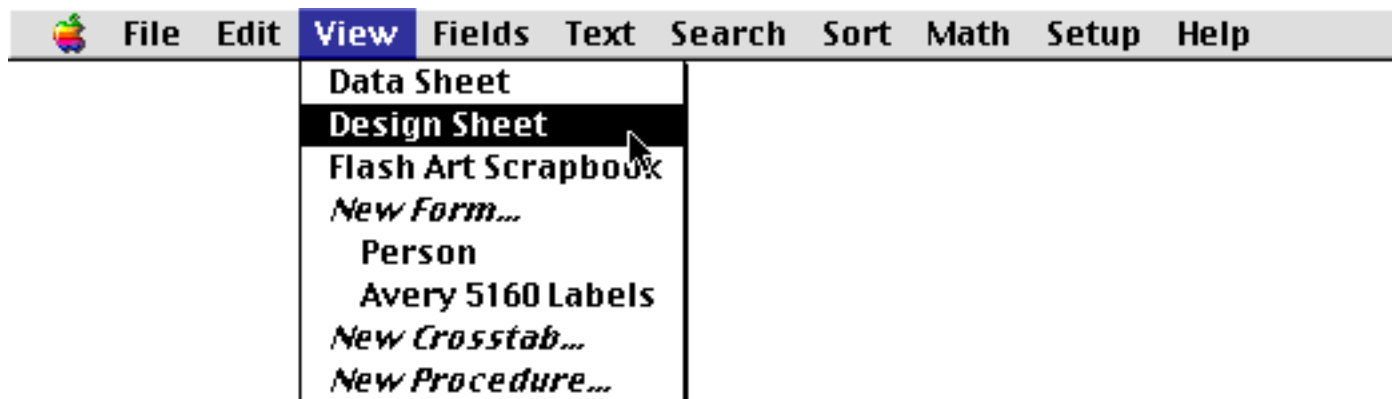 File Edit View Fields Text Search Sort Math Setup Help
Data Sheet
Design Sheet
Flash Art Scrapbook
New Form...
Person
Avery 5160 Labels
New Crosstab...
New Procedure...